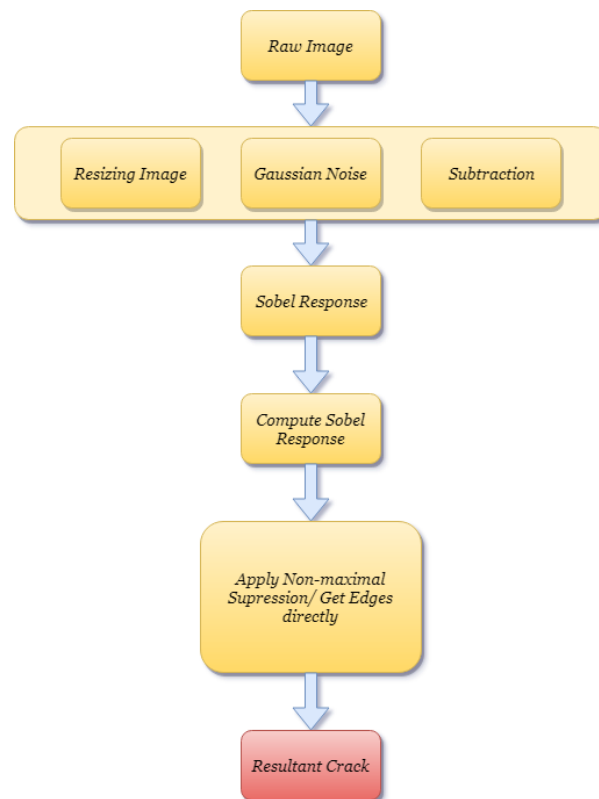 Raw Image
Resizing Image
Gaussian Noise
Subtraction
Sobel Response
Compute Sobel
Response
Apply Non-maximal
Supression/ Get Edges
directly
Resultant Crack